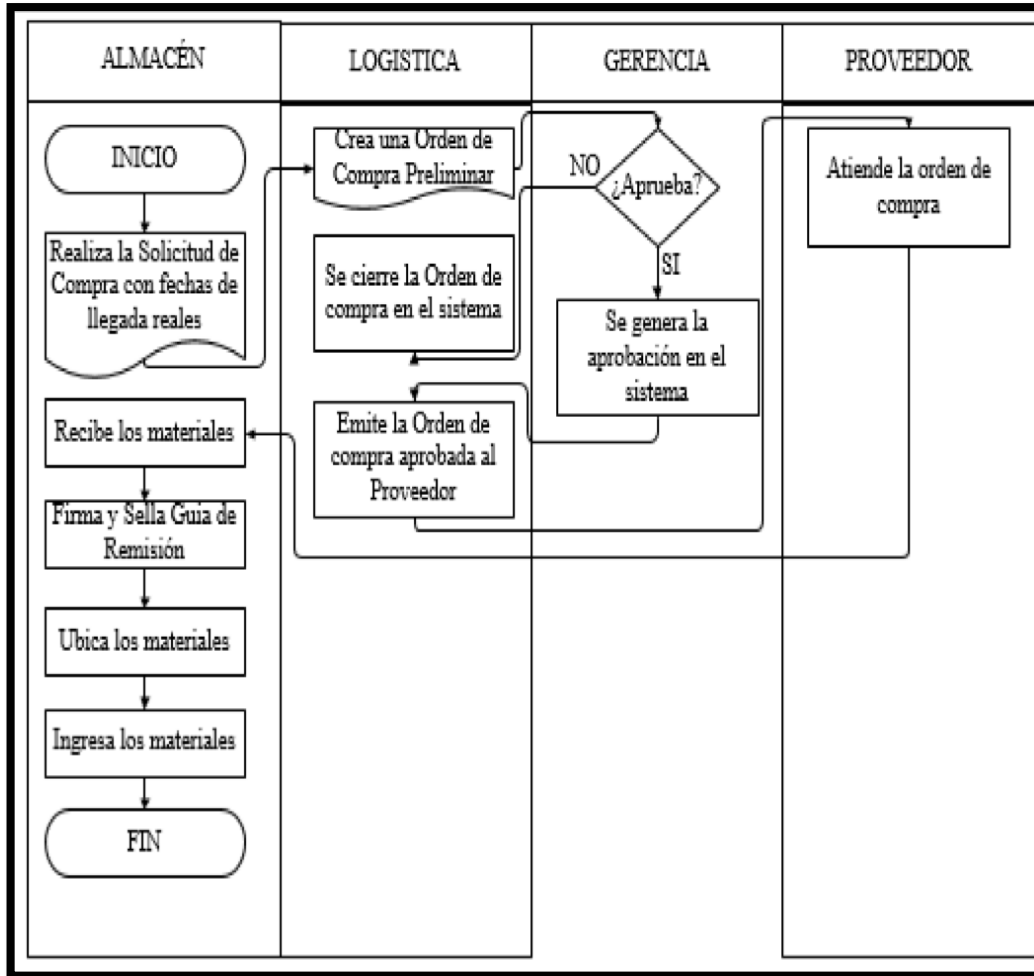 ALMACÉN
LOGISTICA
GERENCIA
PROVEEDOR
INICIO
Realiza la Solicitud de
Compra con fechas de
llegada reales
Recibe los materiales
Firma y Sella Guia de
Remisión
Ubica los materiales
Ingresa los materiales
FIN
Crea una Orden de
Compra Preliminar
Se cierre la Orden de
compra en el sistema
Emite la Orden de
compra aprobada al
Proveedor
NO
¿Aprueba?
SI
Se genera la
aprobación en el
sistema
Atiende la orden de
compra